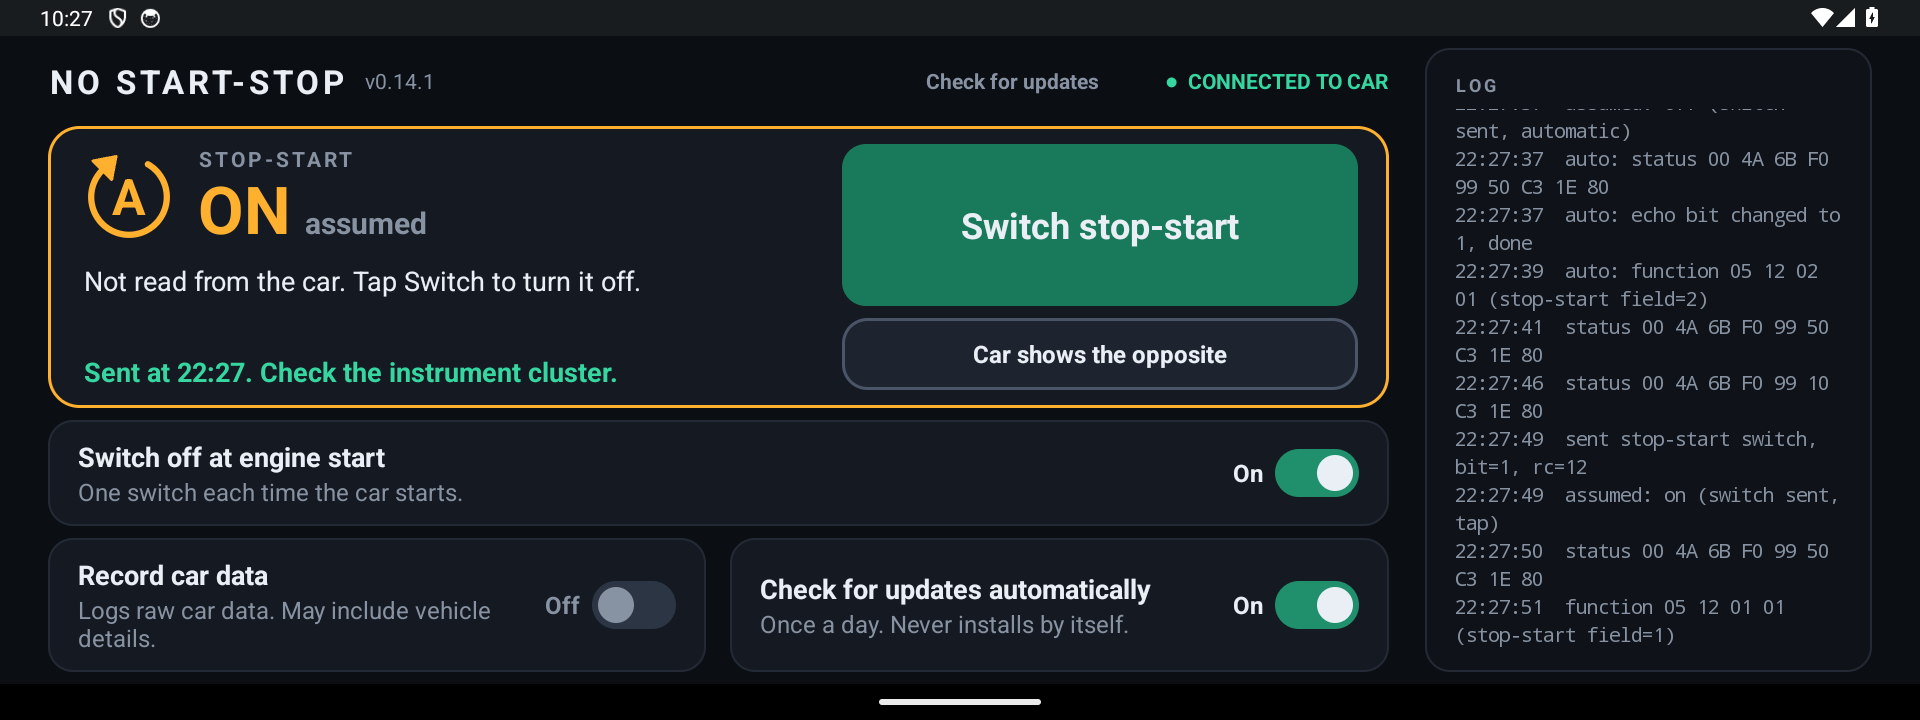 10:27
NO START-STOP v0.14.1
Check for updates
CONNECTED TO CAR
A
STOP-START
ON assumed
Not read from the car. Tap Switch to turn it off.
Sent at 22:27. Check the instrument cluster.
Switch stop-start
Car shows the opposite
Switch off at engine start
One switch each time the car starts.
On
Record car data
Logs raw car data. May include vehicle
details.
Off
Check for updates automatically
Once a day. Never installs by itself.
On
LOG
sent, automatic)
22:27:37 auto: status 00 4A 6B F0
99 50 C3 1E 80
22:27:37 auto: echo bit changed to
1, done
22:27:39 auto: function 05 12 02
01 (stop-start field=2)
22:27:41 status 00 4A 6B F0 99 50
C3 1E 80
22:27:46 status 00 4A 6B F0 99 10
C3 1E 80
22:27:49 sent stop-start switch,
bit=1, rc=12
22:27:49 assumed: on (switch sent,
tap)
22:27:50 status 00 4A 6B F0 99 50
C3 1E 80
22:27:51 function 05 12 01 01
(stop-start field=1)